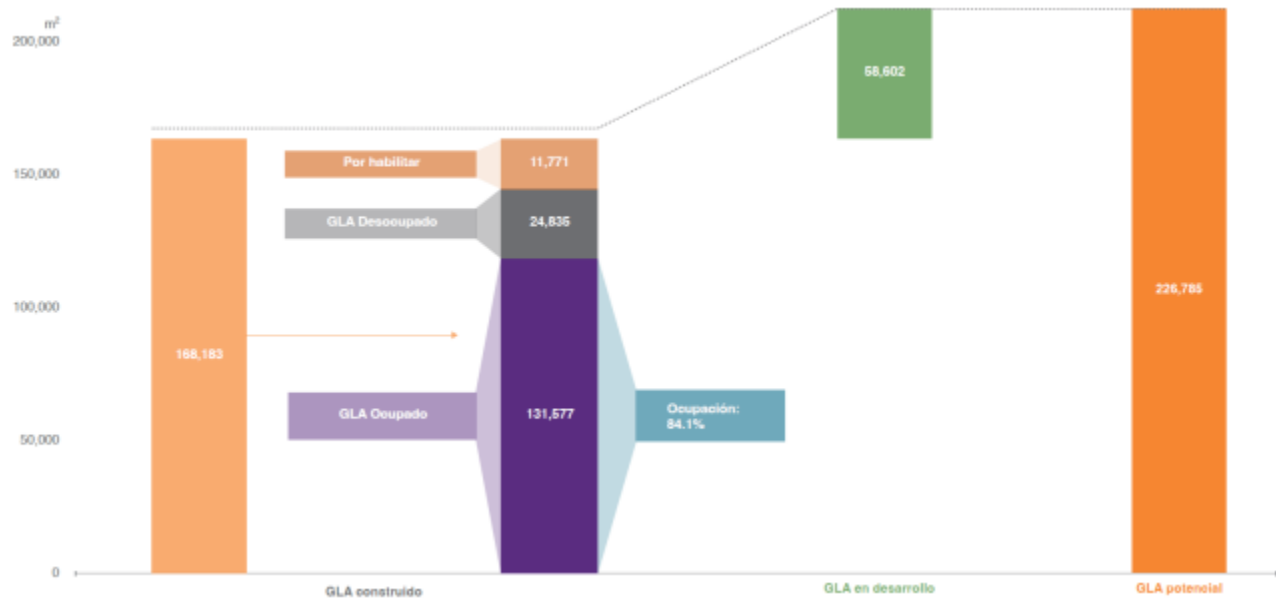 m²
200,000
150,000
100,000
50,000
0
168,183
Por habilitar
11,771
GLA Desocupado
24,835
GLA Ocupado
131,577
Ocupación:
84.1%
58,602
226,785
GLA construido
GLA en desarrollo
GLA potencial